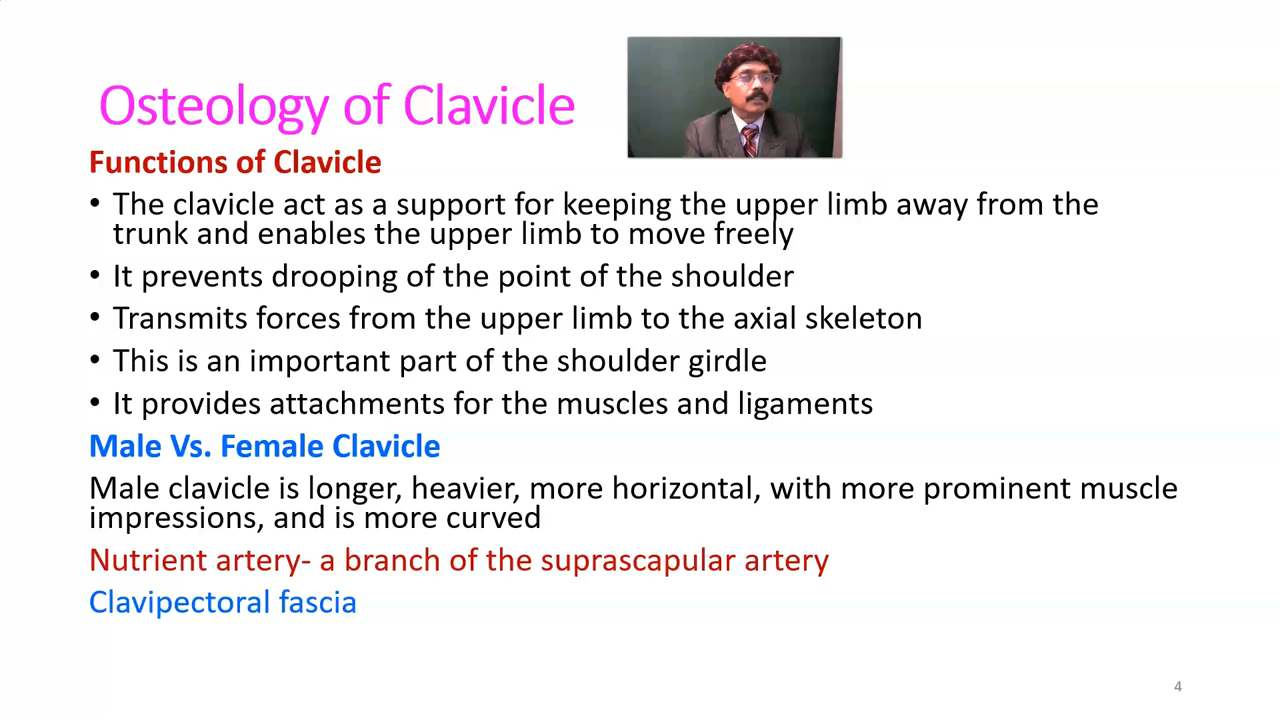 Osteology of Clavicle
Functions of Clavicle
• The clavicle act as a support for keeping the upper limb away from the
trunk and enables the upper limb to move freely
• It prevents drooping of the point of the shoulder
• Transmits forces from the upper limb to the axial skeleton
• This is an important part of the shoulder girdle
• It provides attachments for the muscles and ligaments
Male Vs. Female Clavicle
Male clavicle is longer, heavier, more horizontal, with more prominent muscle
impressions, and is more curved
Nutrient artery- a branch of the suprascapular artery
Clavipectoral fascia
4